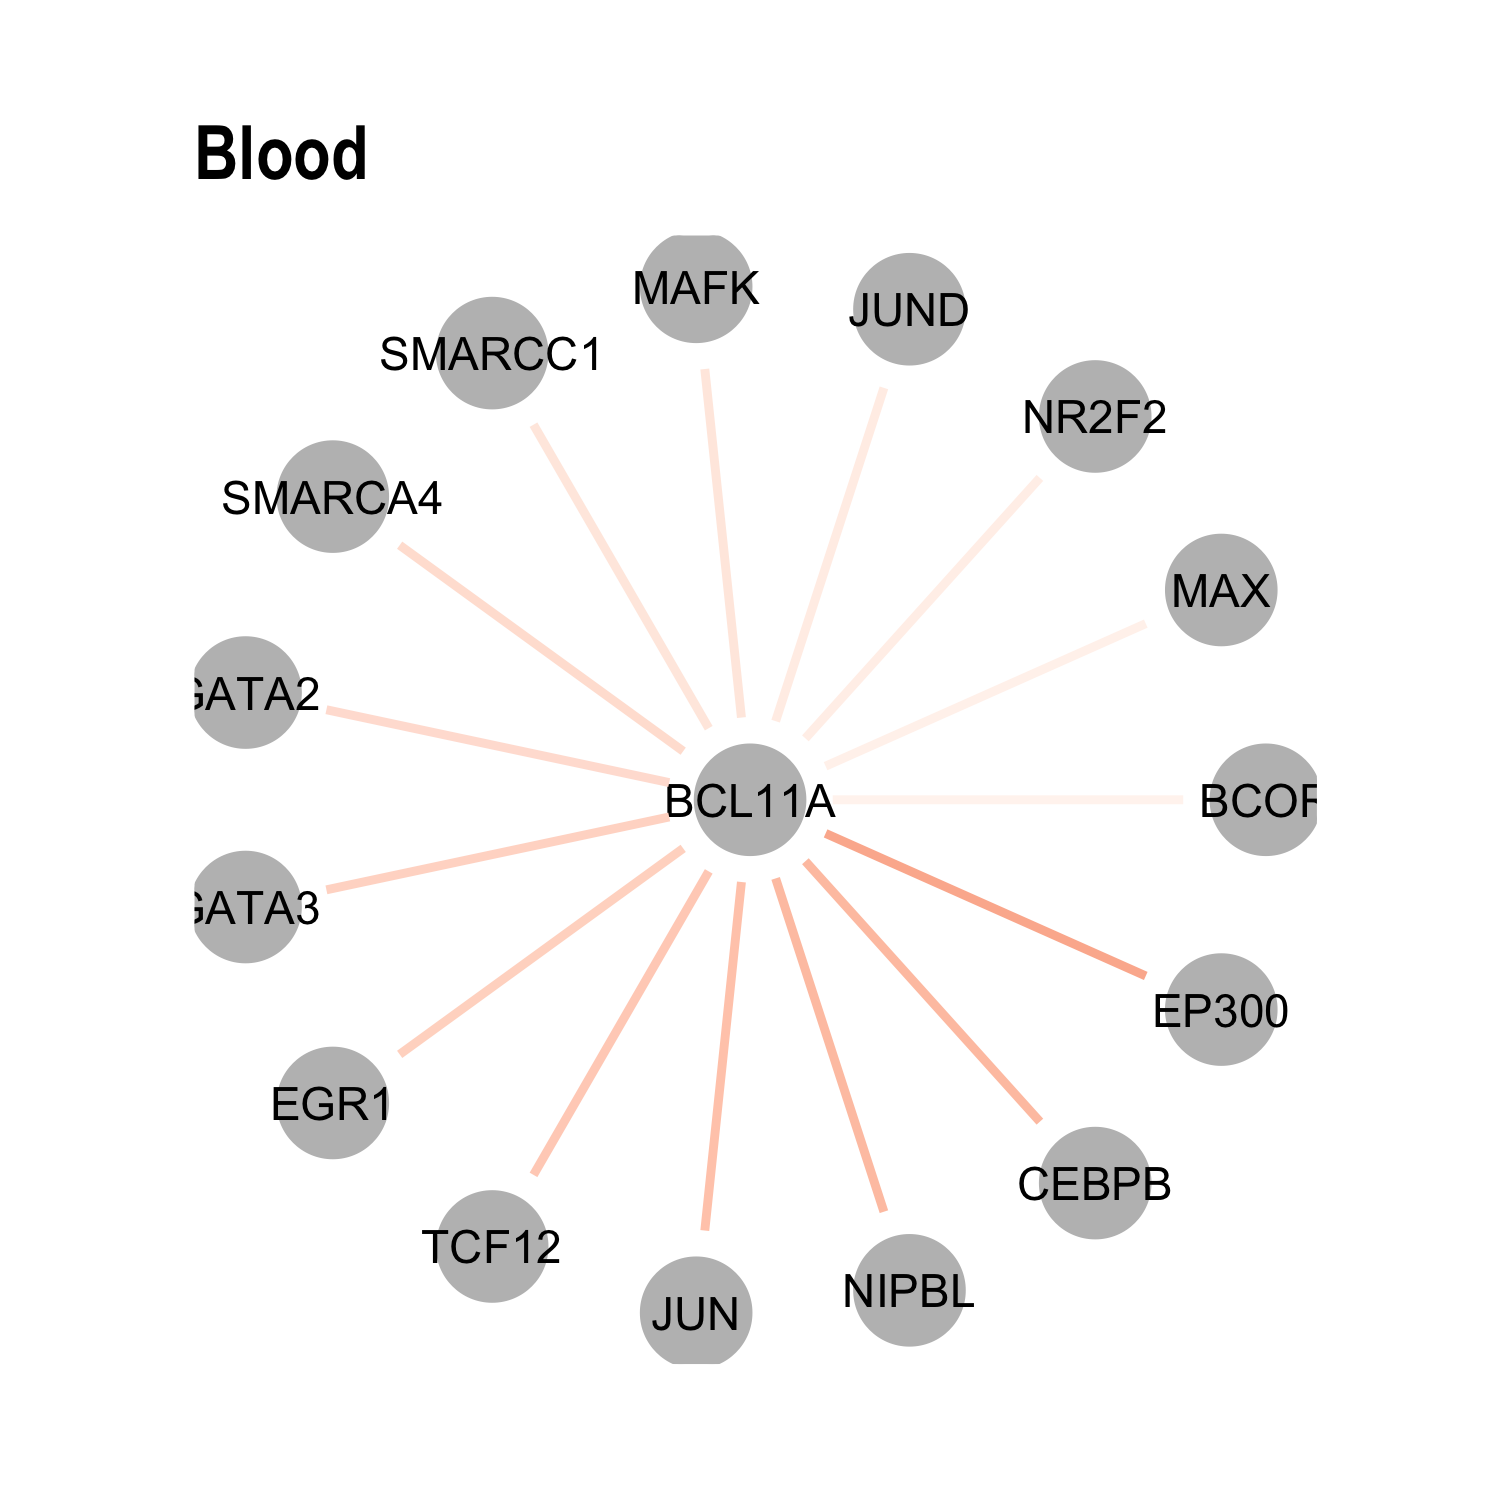 Blood
MAFK
JUND
SMARCC1
NR2F2
SMARCA4
MAX
GATA2
BCL11A
BCOR
GATA3
EP300
EGR1
CEBPB
TCF12
NIPBL
JUN